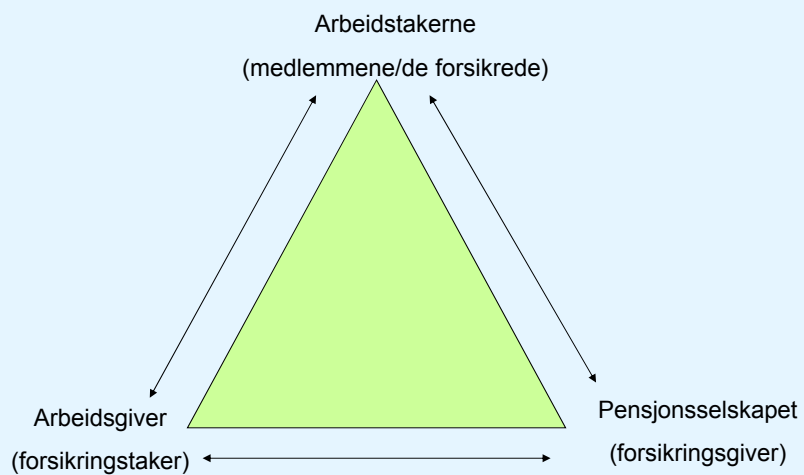 Arbeidstakerne
(medlemmene/de forsikrede)
Arbeidsgiver
(forsikringstaker)
Pensjonsselskapet
(forsikringsgiver)